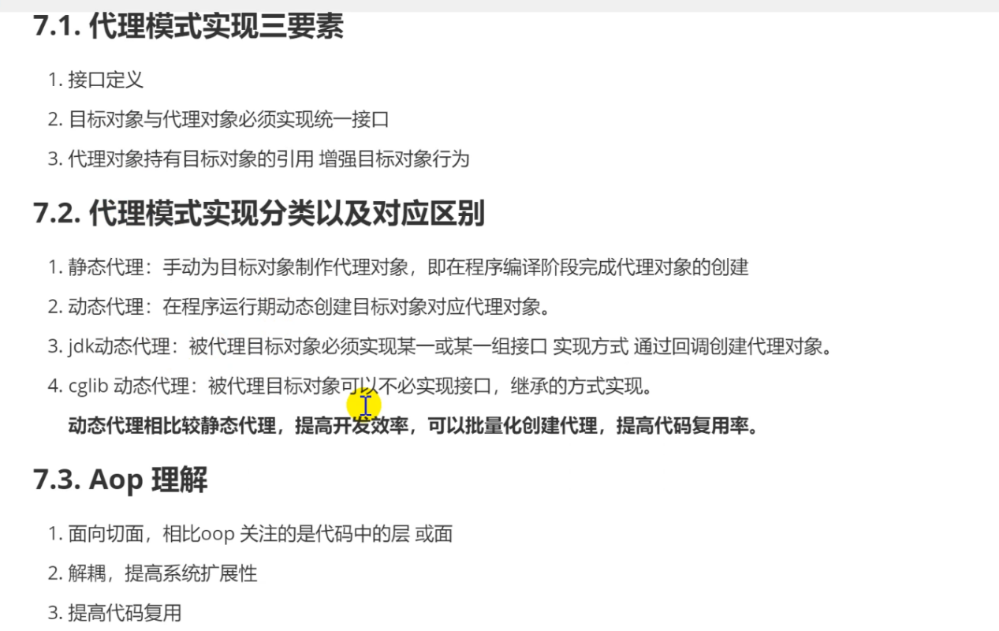 7.1. 代理模式实现三要素
1. 接口定义
2. 目标对象与代理对象必须实现统一接口
3. 代理对象持有目标对象的引用 增强目标对象行为
7.2. 代理模式实现分类以及对应区别
1. 静态代理：手动为目标对象制作代理对象，即在程序编译阶段完成代理对象的创建
2. 动态代理：在程序运行期动态创建目标对象对应代理对象。
3. jdk动态代理：被代理目标对象必须实现某一或某一组接口 实现方式 通过回调创建代理对象。
4. cglib 动态代理：被代理目标对象可以不必实现接口，继承的方式实现。
动态代理相比较静态代理，提高开发效率，可以批量化创建代理，提高代码复用率。
7.3. Aop 理解
1. 面向切面，相比oop 关注的是代码中的层 或面
2. 解耦，提高系统扩展性
3. 提高代码复用